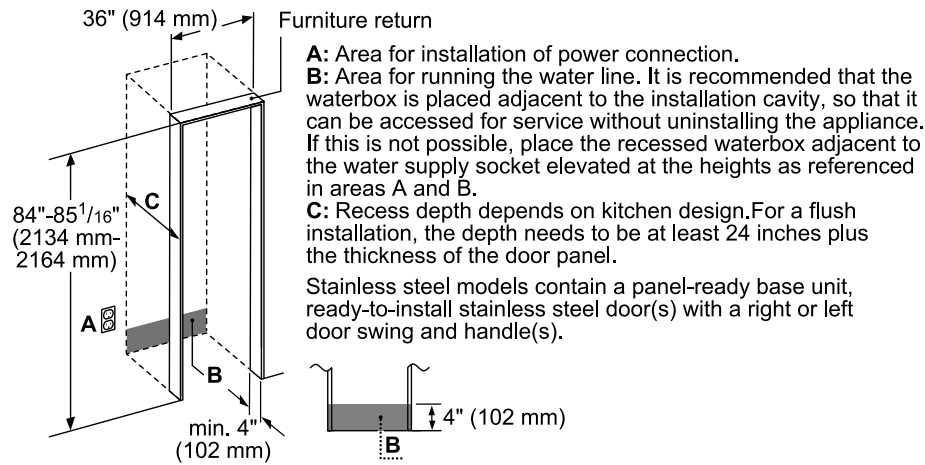 36" (914 mm)
Furniture return
A: Area for installation of power connection.
B: Area for running the water line. It is recommended that the
waterbox is placed adjacent to the installation cavity, so that it
can be accessed for service without uninstalling the appliance.
If this is not possible, place the recessed waterbox adjacent to
the water supply socket elevated at the heights as referenced
in areas A and B.
C: Recess depth depends on kitchen design.For a flush
installation, the depth needs to be at least 24 inches plus
the thickness of the door panel.
Stainless steel models contain a panel-ready base unit,
ready-to-install stainless steel door(s) with a right or left
door swing and handle(s).
C
84"-85 1/16"
(2134 mm-
2164 mm)
A
B
min. 4"
(102 mm)
4" (102 mm)
B